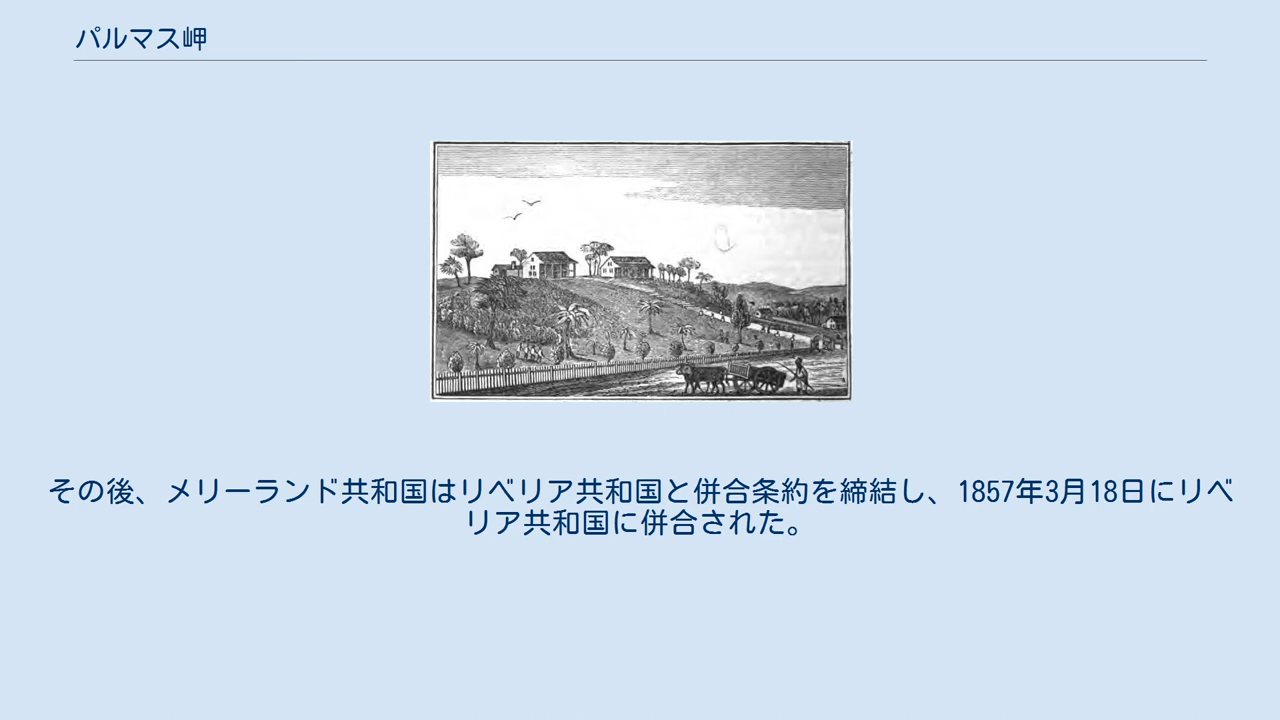 パルマス岬
その後、メリーランド共和国はリベリア共和国と併合条約を締結し、1857年3月18日にリベ
リア共和国に併合された。